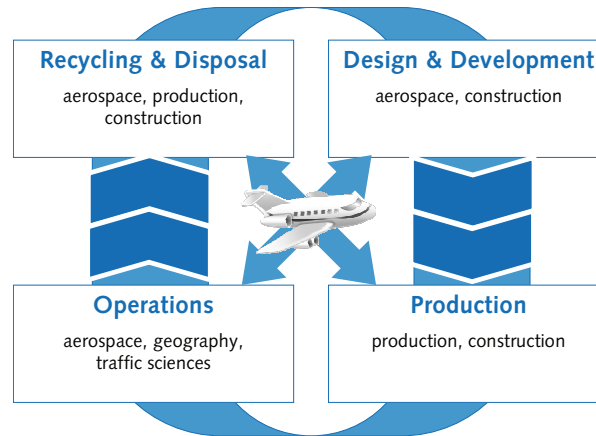 Recycling & Disposal
aerospace, production,
construction
Design & Development
aerospace, construction
Operations
aerospace, geography,
traffic sciences
Production
production, construction